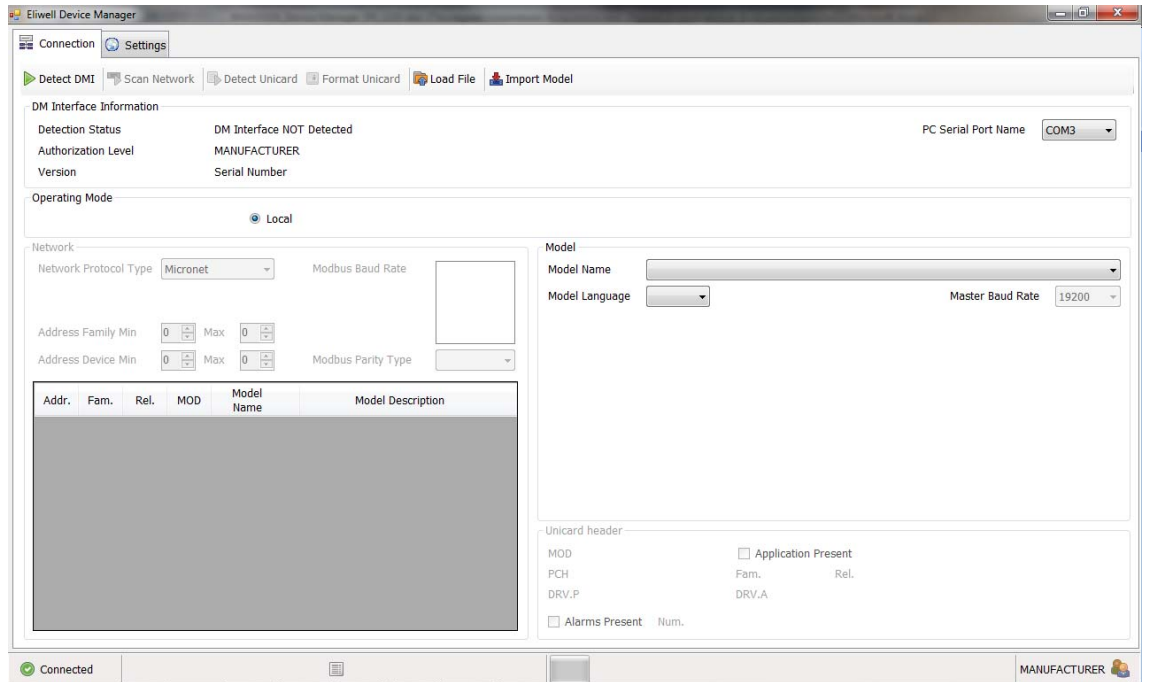 Eliwell Device Manager
Connection Settings
Detect DMI Scan Network Detect Unicard Format Unicard Load File Import Model
DM Interface Information
Detection Status DM Interface NOT Detected PC Serial Port Name COM3
Authorization Level MANUFACTURER
Version Serial Number
Operating Mode
Local
Network
Network Protocol Type Micronet Modbus Baud Rate
Address Family Min 0 Max 0
Address Device Min 0 Max 0 Modbus Parity Type
Addr. Fam. Rel. MOD Model Name Model Description
Model
Model Name
Model Language Master Baud Rate 19200
Unicard header
MOD Application Present
PCH Fam. Rel.
DRV.P DRV.A
Alarms Present Num.
Connected MANUFACTURER